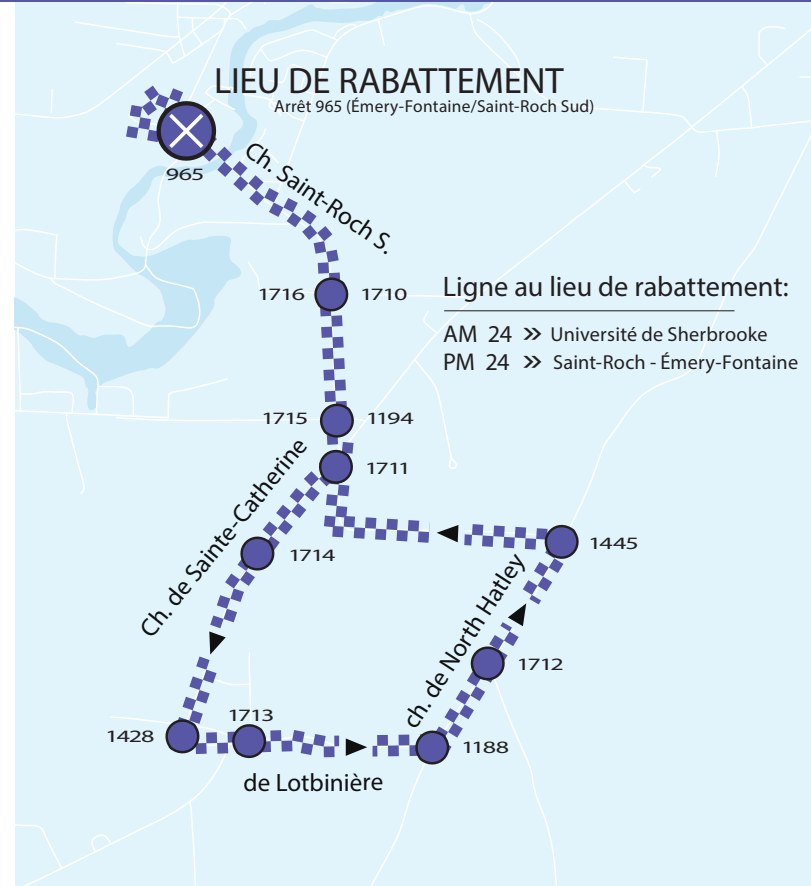 LIEU DE RABATTEMENT
Arrêt 965 (Émery-Fontaine/Saint-Roch Sud)
965
Ch. Saint-Roch S.
1716
1710
Ligne au lieu de rabattement:
AM 24 >> Université de Sherbrooke
PM 24 >> Saint-Roch - Émery-Fontaine
1715
1194
1711
Ch. de Sainte-Catherine
1714
1445
ch. de North Hatley
1712
1428
1713
1188
de Lotbinière